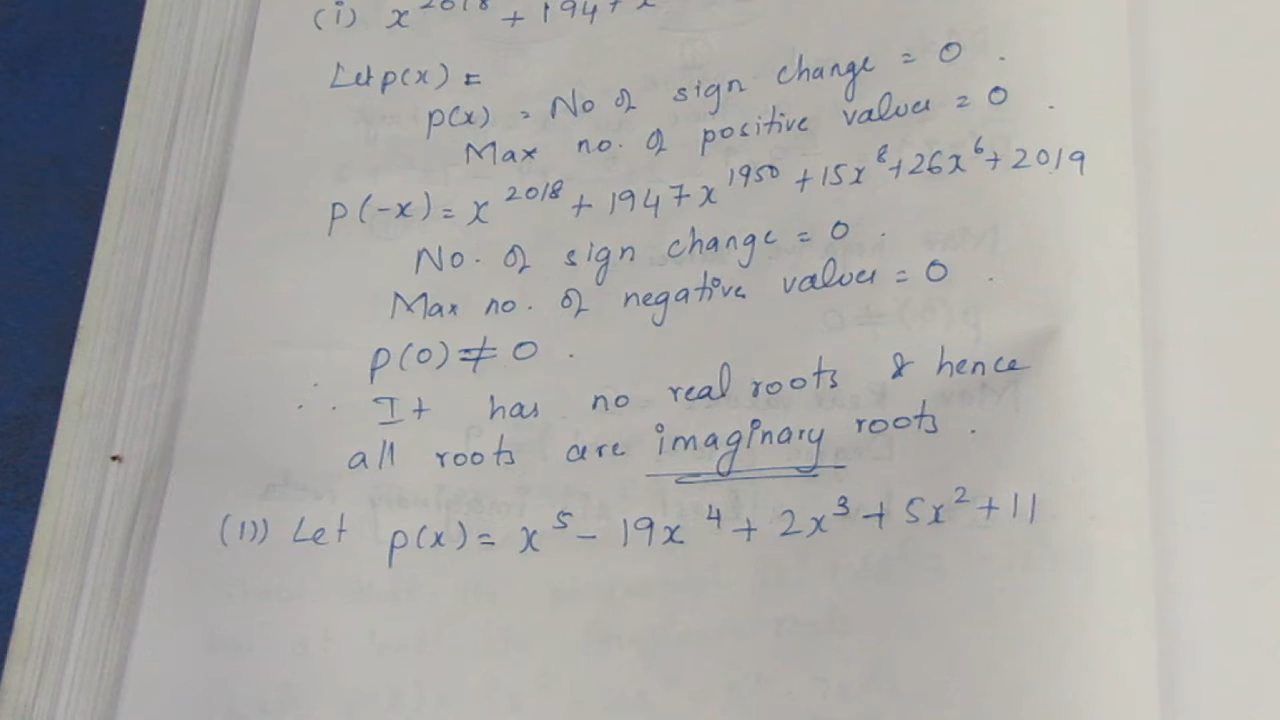 (i) x^2018 + 1947x
Let p(x) =
p(x) = No of sign change = 0.
Max no. of positive values = 0.
p(-x) = x^2018 + 1947x^1950 + 15x^8 + 26x^6 + 2019
No. of sign change = 0.
Max no. of negative values = 0.
p(0) ≠ 0.
∴ It has no real roots & hence
all roots are imaginary roots.
(ii) Let p(x) = x^5 - 19x^4 + 2x^3 + 5x^2 + 11